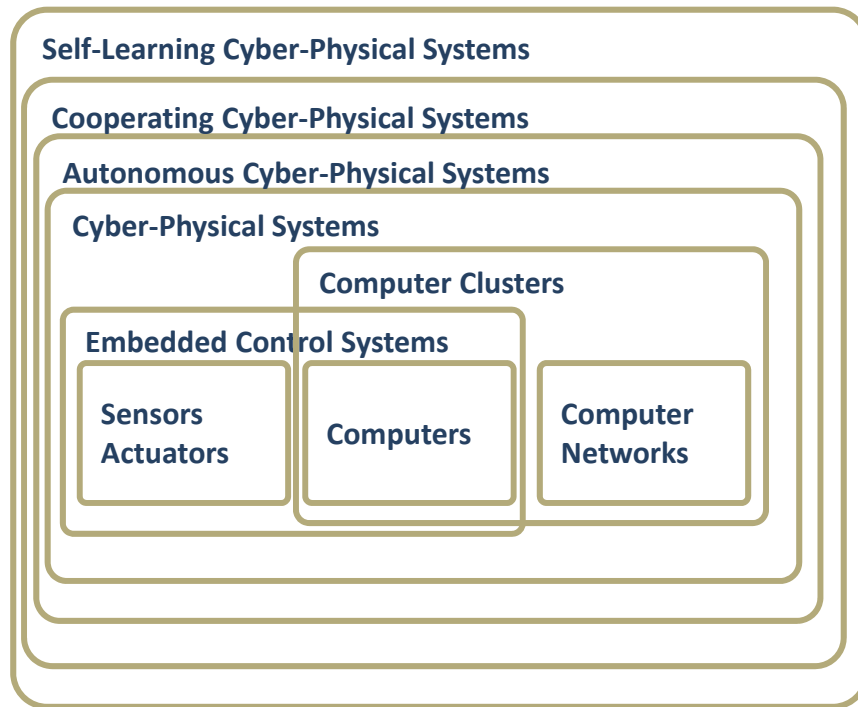 Self-Learning Cyber-Physical Systems
Cooperating Cyber-Physical Systems
Autonomous Cyber-Physical Systems
Cyber-Physical Systems
Computer Clusters
Embedded Control Systems
Sensors
Actuators
Computers
Computer
Networks